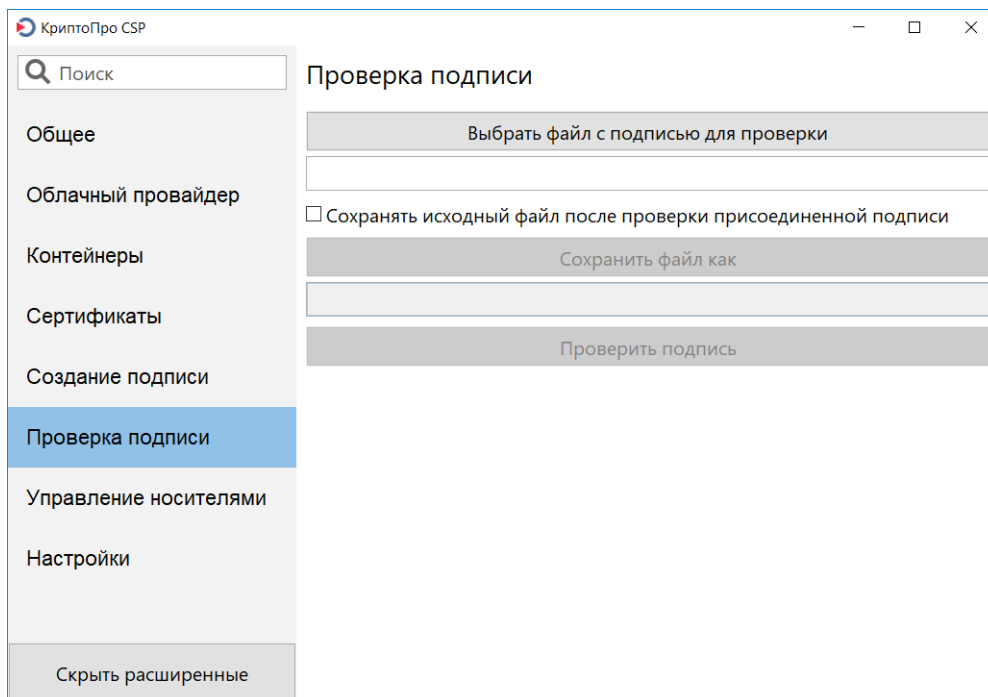 КриптоПро CSP
Поиск
Общее
Облачный провайдер
Контейнеры
Сертификаты
Создание подписи
Проверка подписи
Управление носителями
Настройки
Скрыть расширенные
Проверка подписи
Выбрать файл с подписью для проверки
Сохранять исходный файл после проверки присоединенной подписи
Сохранить файл как
Проверить подпись